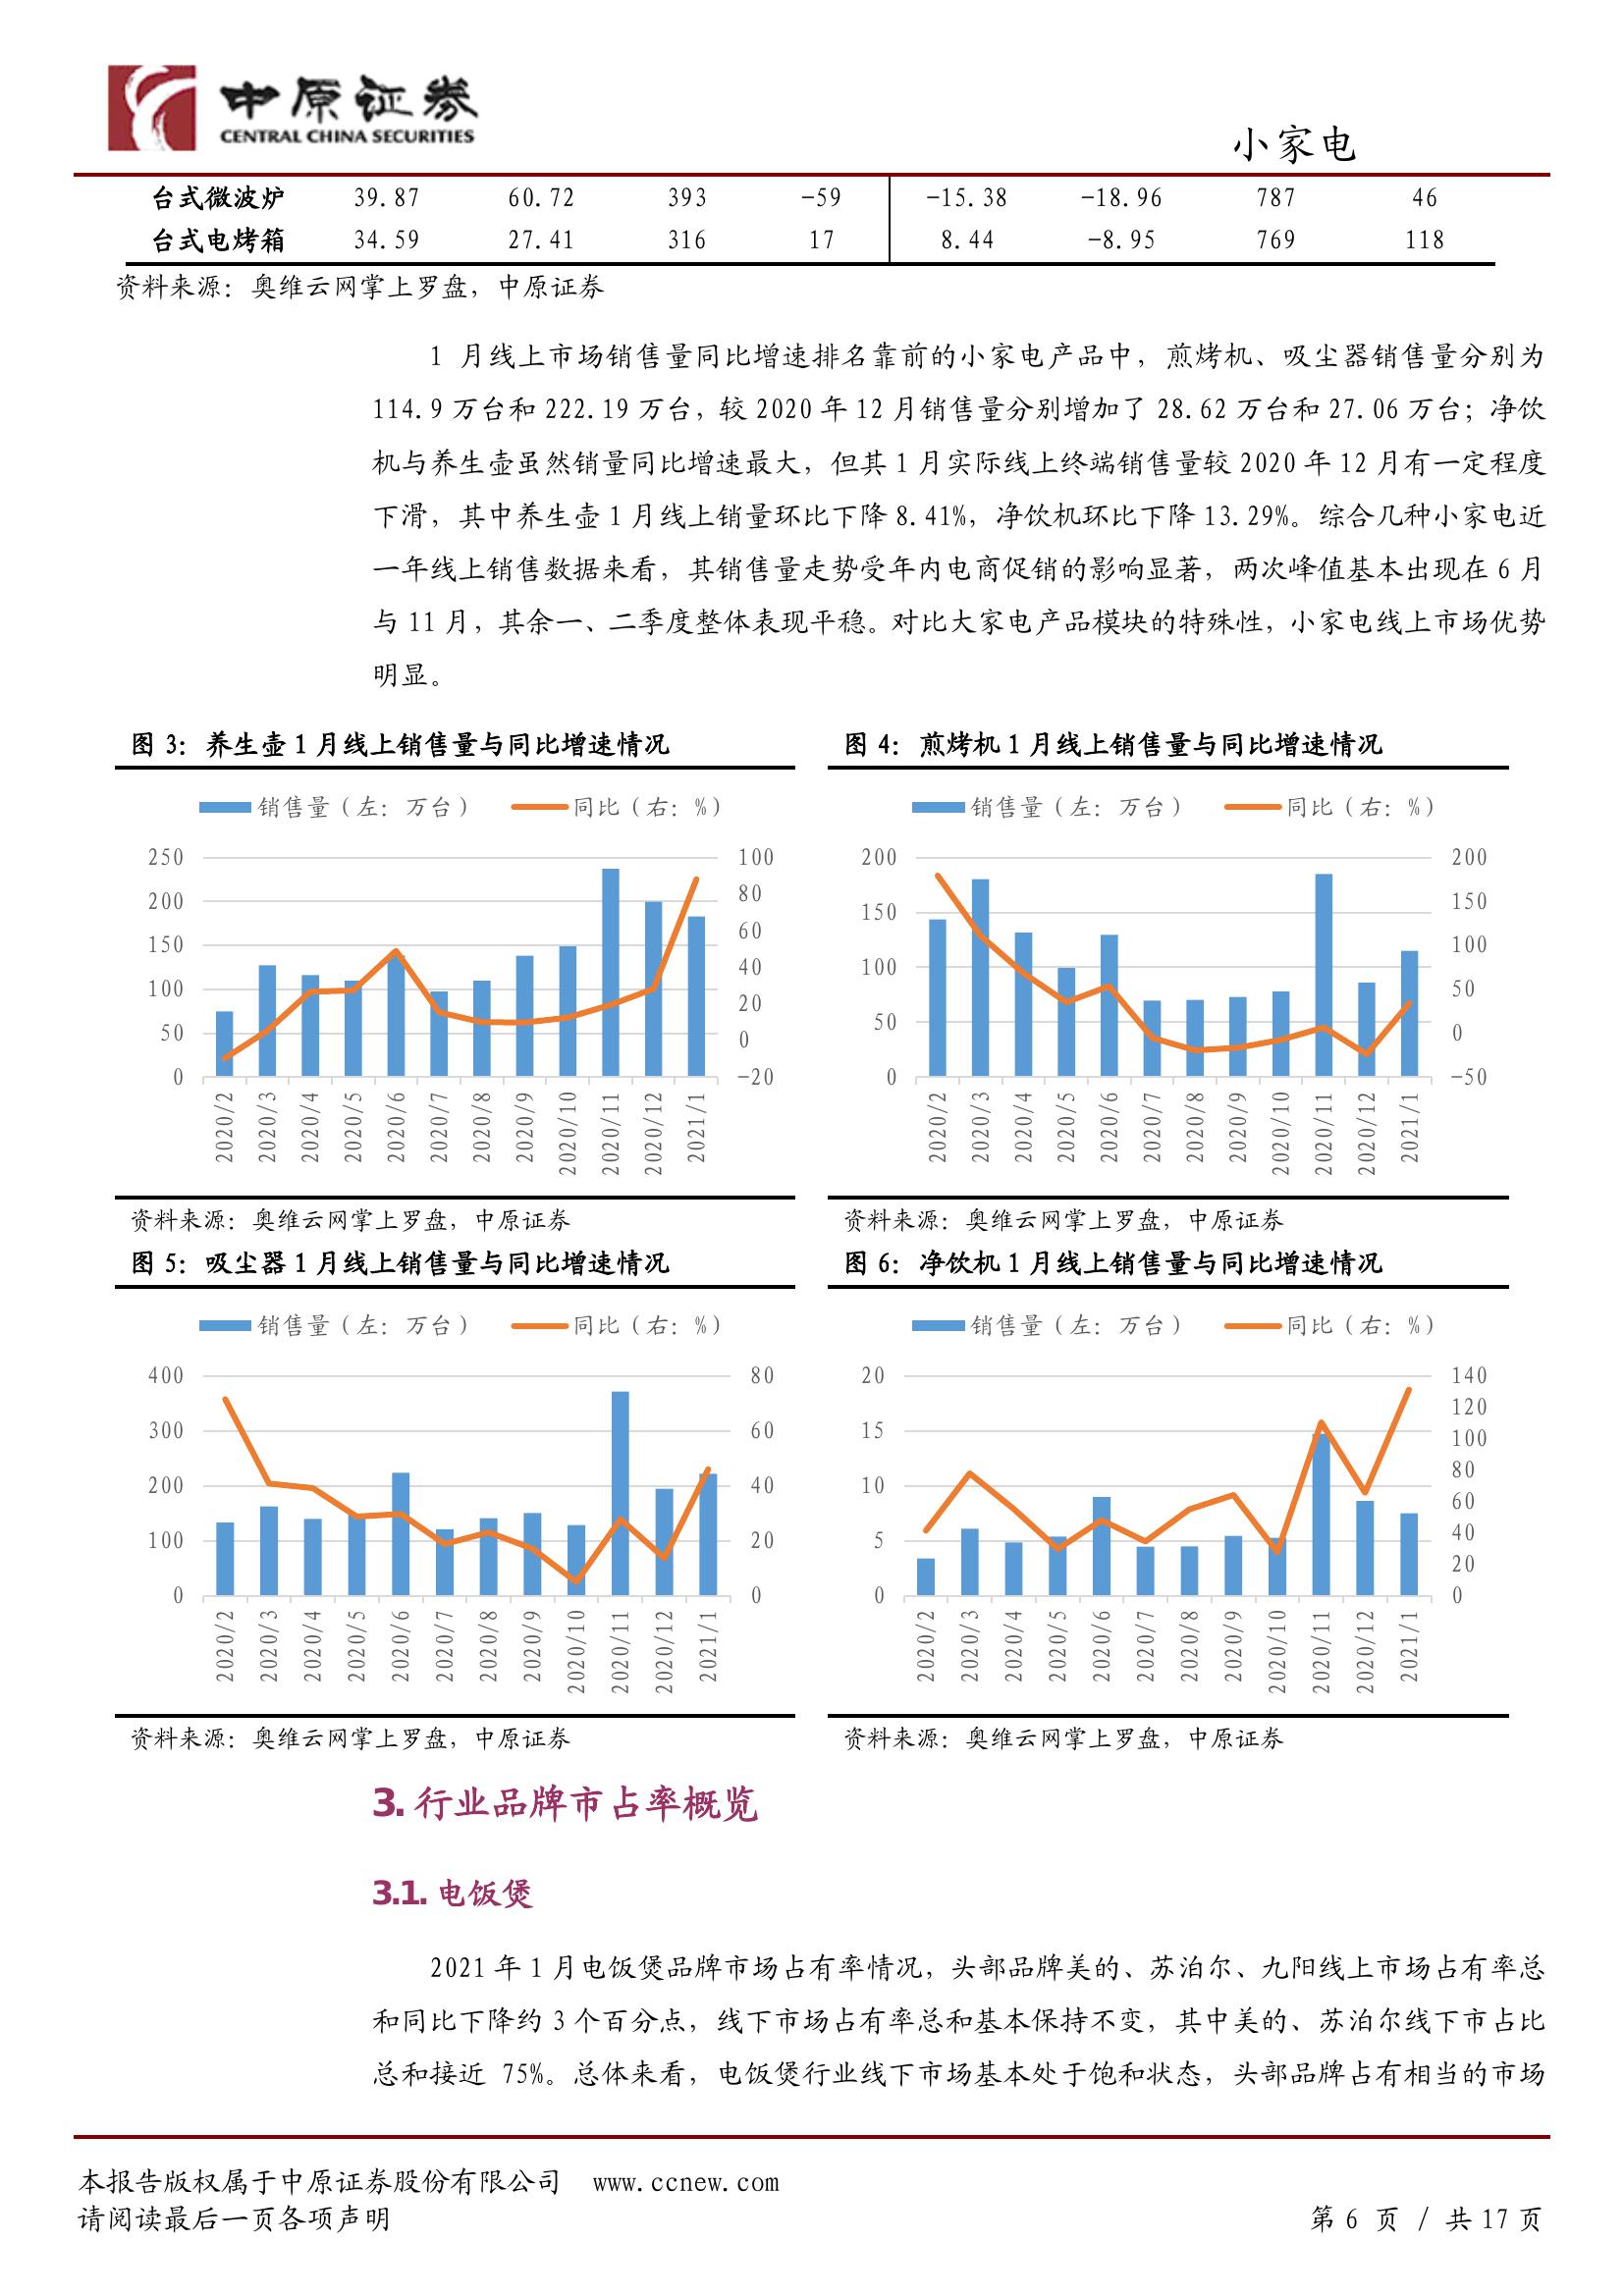 中原证券
CENTRAL CHINA SECURITIES
小家电
台式微波炉 39.87 60.72 393 -59 -15.38 -18.96 787 46
台式电烤箱 34.59 27.41 316 17 8.44 -8.95 769 118
资料来源：奥维云网掌上罗盘，中原证券
1 月线上市场销售量同比增速排名靠前的小家电产品中，煎烤机、吸尘器销售量分别为
114.9 万台和 222.19 万台，较 2020 年 12 月销售量分别增加了 28.62 万台和 27.06 万台；净饮
机与养生壶虽然销量同比增速最大，但其 1 月实际线上终端销售量较 2020 年 12 月有一定程度
下滑，其中养生壶 1 月线上销量环比下降 8.41%，净饮机环比下降 13.29%。综合几种小家电近
一年线上销售数据来看，其销售量走势受年内电商促销的影响显著，两次峰值基本出现在 6 月
与 11 月，其余一、二季度整体表现平稳。对比大家电产品模块的特殊性，小家电线上市场优势
明显。
图 3：养生壶 1 月线上销售量与同比增速情况
销售量（左：万台） 同比（右：%）
250 100
200 80
150 60
100 40
50 20
0 0
-20
2020/2 2020/3 2020/4 2020/5 2020/6 2020/7 2020/8 2020/9 2020/10 2020/11 2020/12 2021/1
资料来源：奥维云网掌上罗盘，中原证券
图 4：煎烤机 1 月线上销售量与同比增速情况
销售量（左：万台） 同比（右：%）
200 200
150 150
100 100
50 50
0 0
-50
2020/2 2020/3 2020/4 2020/5 2020/6 2020/7 2020/8 2020/9 2020/10 2020/11 2020/12 2021/1
资料来源：奥维云网掌上罗盘，中原证券
图 5：吸尘器 1 月线上销售量与同比增速情况
销售量（左：万台） 同比（右：%）
400 80
300 60
200 40
100 20
0 0
2020/2 2020/3 2020/4 2020/5 2020/6 2020/7 2020/8 2020/9 2020/10 2020/11 2020/12 2021/1
资料来源：奥维云网掌上罗盘，中原证券
图 6：净饮机 1 月线上销售量与同比增速情况
销售量（左：万台） 同比（右：%）
20 140
15 120
10 100
5 80
0 60
40
20
0
2020/2 2020/3 2020/4 2020/5 2020/6 2020/7 2020/8 2020/9 2020/10 2020/11 2020/12 2021/1
资料来源：奥维云网掌上罗盘，中原证券
3. 行业品牌市占率概览
3.1. 电饭煲
2021 年 1 月电饭煲品牌市场占有率情况，头部品牌美的、苏泊尔、九阳线上市场占有率总
和同比下降约 3 个百分点，线下市场占有率总和基本保持不变，其中美的、苏泊尔线下市占比
总和接近 75%。总体来看，电饭煲行业线下市场基本处于饱和状态，头部品牌占有相当的市场
本报告版权属于中原证券股份有限公司 www.ccnew.com
请阅读最后一页各项声明 第 6 页 / 共 17 页